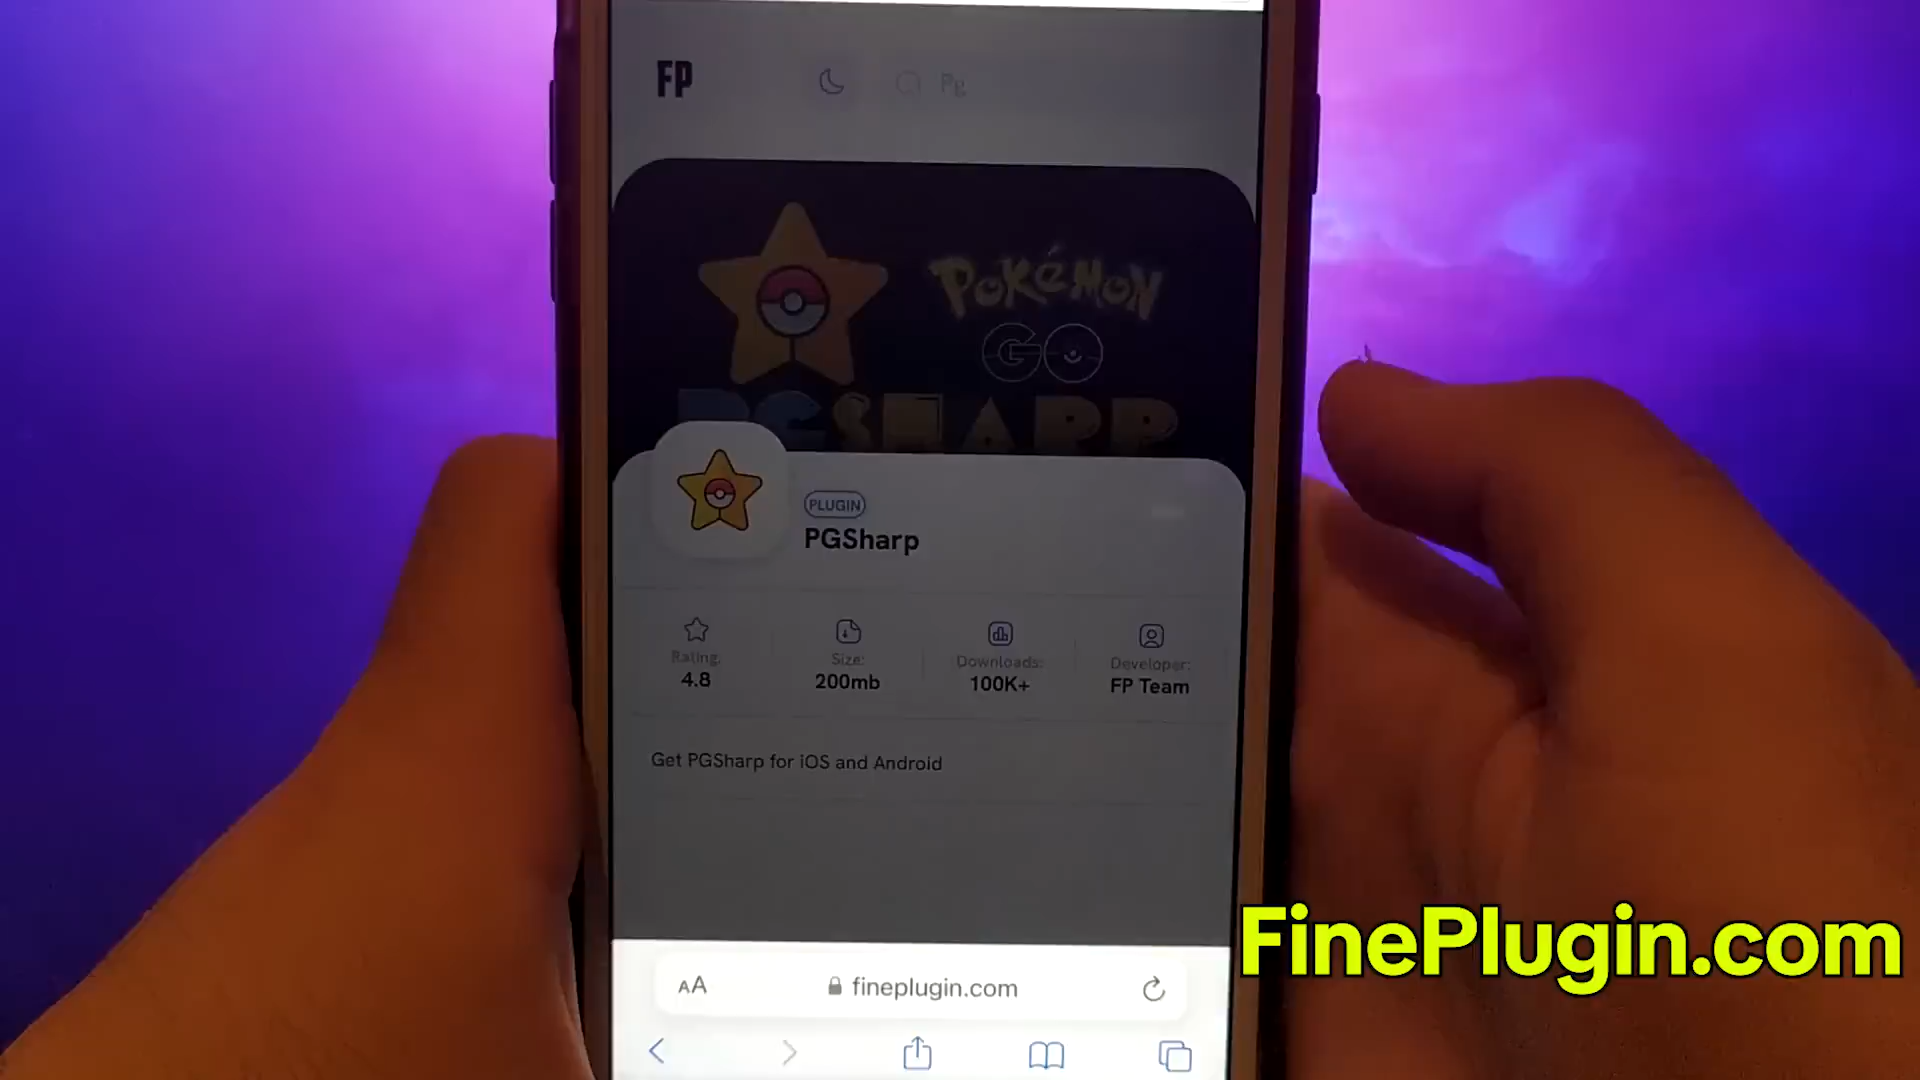 FP
Pg
POKéMON
GO
PGSHARP
PLUGIN
PGSharp
Rating: Size: Downloads: Developer:
4.8 200mb 100K+ FP Team
Get PGSharp for iOS and Android
AA fineplugin.com
FinePlugin.com